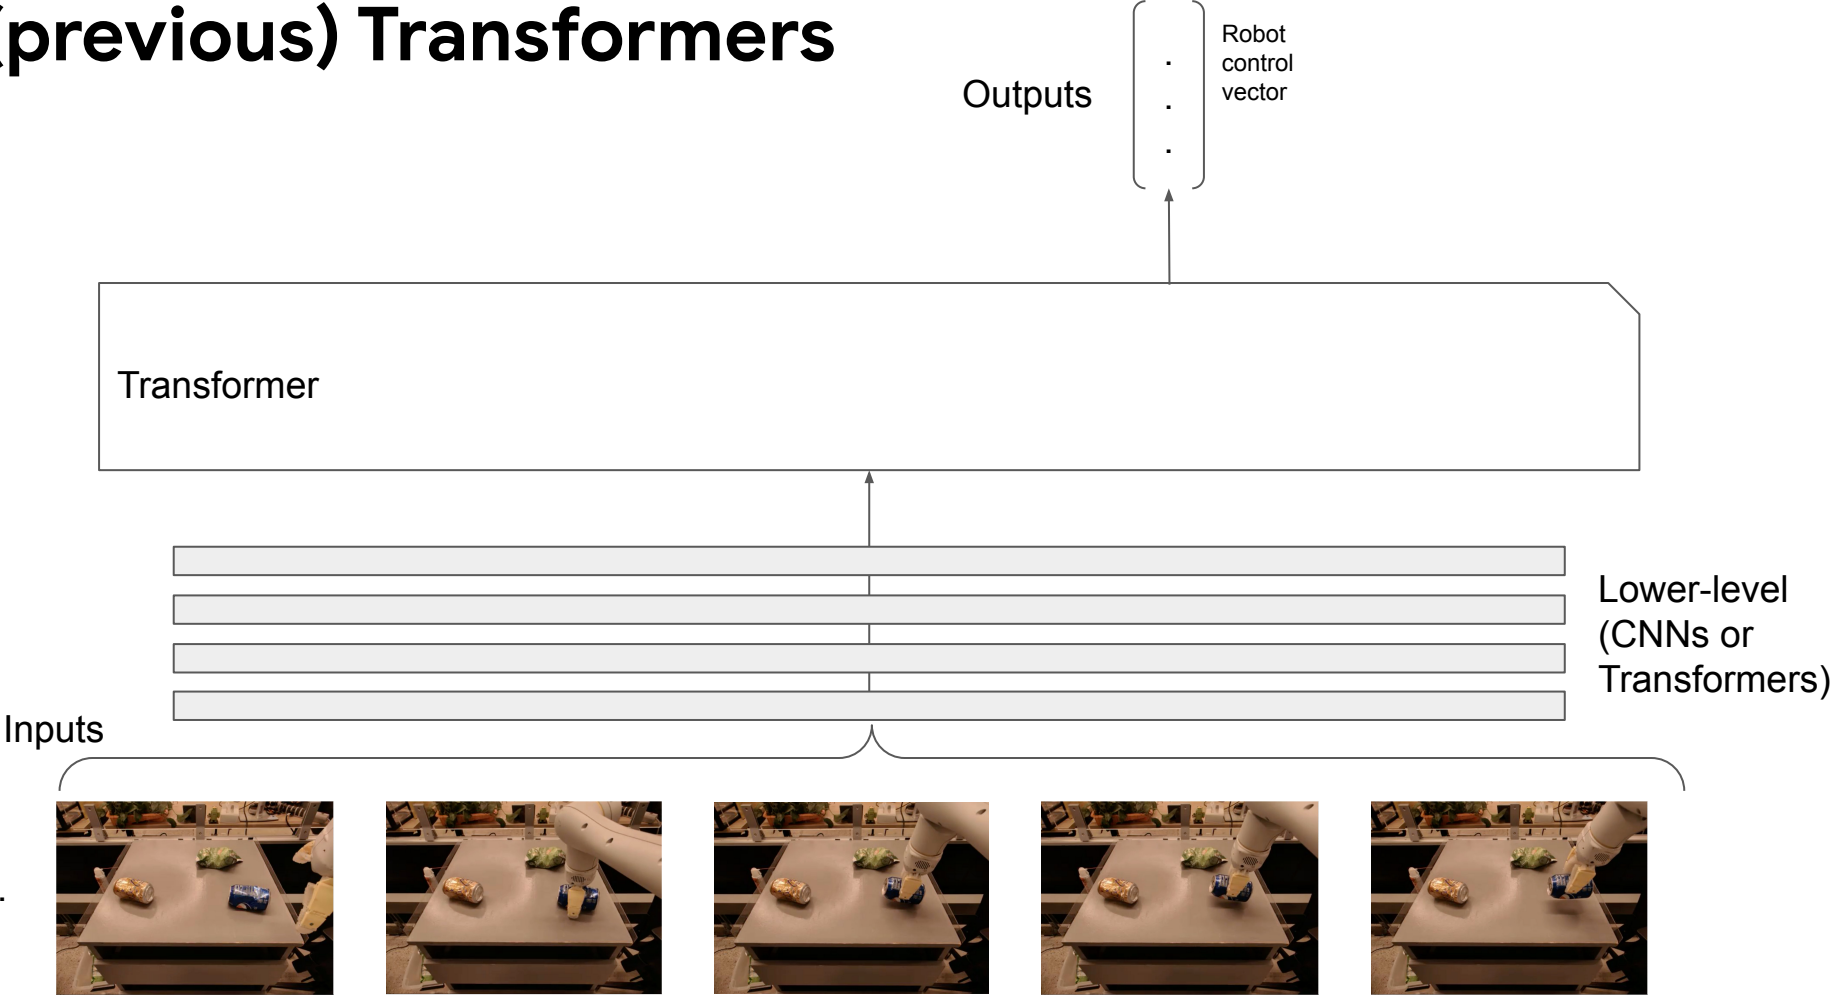 (previous) Transformers
Robot
control
vector
Outputs
.
.
.
Transformer
Lower-level
(CNNs or
Transformers)
Inputs
.